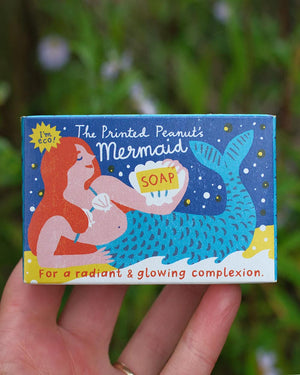 I'm
eco!
The Printed Peanut's
Mermaid
SOAP
For a radiant & glowing complexion.